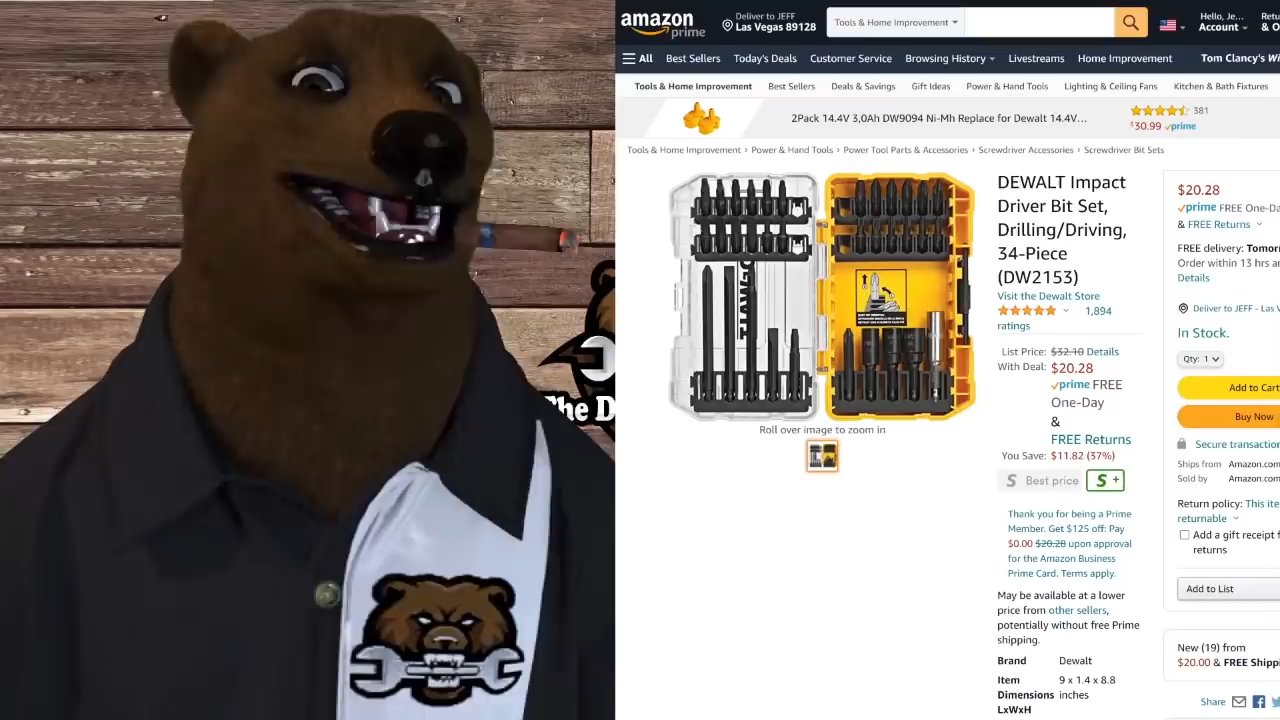 amazon
prime
Deliver to JEFF
Las Vegas 89128
Tools & Home Improvement
Hello, Je...
Account
Retu
& O
All
Best Sellers
Today's Deals
Customer Service
Browsing History
Livestreams
Home Improvement
Tom Clancy's Wi
Tools & Home Improvement
Best Sellers
Deals & Savings
Gift Ideas
Power & Hand Tools
Lighting & Ceiling Fans
Kitchen & Bath Fixtures
2Pack 14.4V 3,0Ah DW9094 Ni-Mh Replace for Dewalt 14.4V...
381
$30.99 prime
Tools & Home Improvement › Power & Hand Tools › Power Tool Parts & Accessories › Screwdriver Accessories › Screwdriver Bit Sets
Roll over image to zoom in
DEWALT Impact
Driver Bit Set,
Drilling/Driving,
34-Piece
(DW2153)
Visit the Dewalt Store
1,894
ratings
List Price: $32.10 Details
With Deal: $20.28
prime FREE
One-Day
&
FREE Returns
You Save: $11.82 (37%)
S Best price
S +
Thank you for being a Prime
Member. Get $125 off: Pay
$0.00 $20.28 upon approval
for the Amazon Business
Prime Card. Terms apply.
May be available at a lower
price from other sellers,
potentially without free Prime
shipping.
Brand Dewalt
Item 9 x 1.4 x 8.8
Dimensions inches
LxWxH
$20.28
prime FREE One-Da
& FREE Returns
FREE delivery: Tomor
Order within 13 hrs an
Details
Deliver to JEFF - Las V
In Stock.
Qty: 1
Add to Cart
Buy Now
Secure transaction
Ships from Amazon.com
Sold by Amazon.com
Return policy: This ite
returnable
Add a gift receipt f
returns
Add to List
New (19) from
$20.00 & FREE Shipp
Share
The D